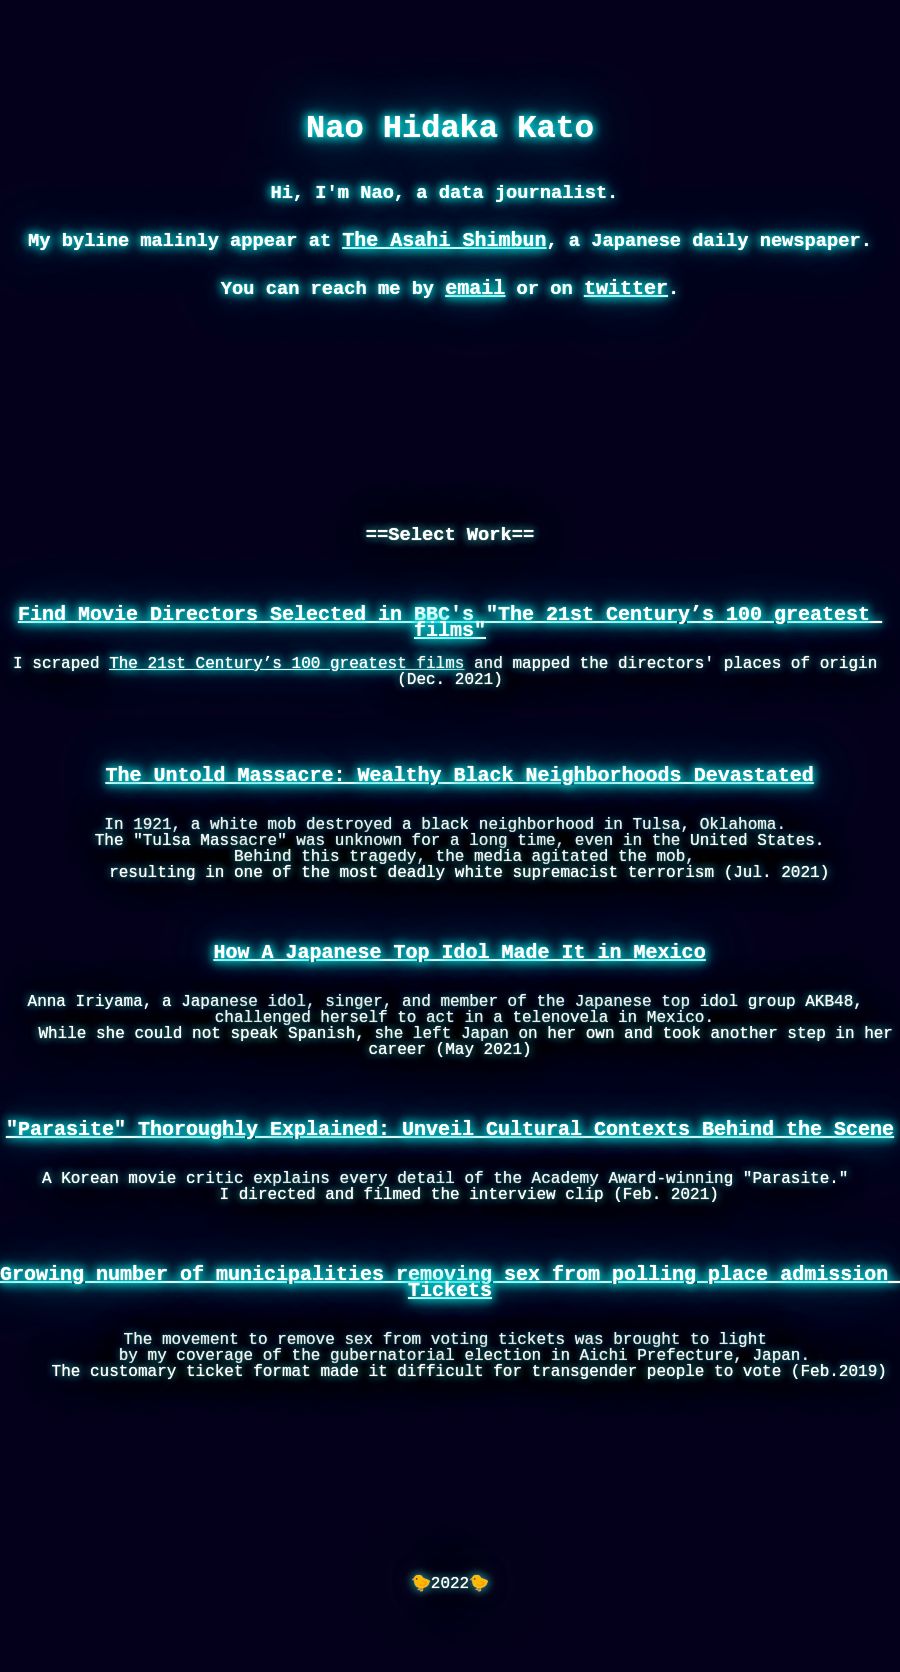 Nao Hidaka Kato
Hi, I'm Nao, a data journalist.
My byline malinly appear at The Asahi Shimbun, a Japanese daily newspaper.
You can reach me by email or on twitter.
==Select Work==
Find Movie Directors Selected in BBC's "The 21st Century’s 100 greatest
films"
I scraped The 21st Century’s 100 greatest films and mapped the directors' places of origin
(Dec. 2021)
The Untold Massacre: Wealthy Black Neighborhoods Devastated
In 1921, a white mob destroyed a black neighborhood in Tulsa, Oklahoma.
The "Tulsa Massacre" was unknown for a long time, even in the United States.
Behind this tragedy, the media agitated the mob,
resulting in one of the most deadly white supremacist terrorism (Jul. 2021)
How A Japanese Top Idol Made It in Mexico
Anna Iriyama, a Japanese idol, singer, and member of the Japanese top idol group AKB48,
challenged herself to act in a telenovela in Mexico.
While she could not speak Spanish, she left Japan on her own and took another step in her
career (May 2021)
"Parasite" Thoroughly Explained: Unveil Cultural Contexts Behind the Scene
A Korean movie critic explains every detail of the Academy Award-winning "Parasite."
I directed and filmed the interview clip (Feb. 2021)
Growing number of municipalities removing sex from polling place admission
Tickets
The movement to remove sex from voting tickets was brought to light
by my coverage of the gubernatorial election in Aichi Prefecture, Japan.
The customary ticket format made it difficult for transgender people to vote (Feb.2019)
🐤2022🐤